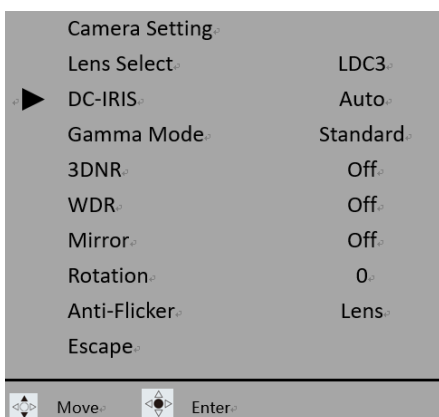 Camera Setting
Lens Select LDC3
DC-IRIS Auto
Gamma Mode Standard
3DNR Off
WDR Off
Mirror Off
Rotation 0
Anti-Flicker Lens
Escape
Move Enter